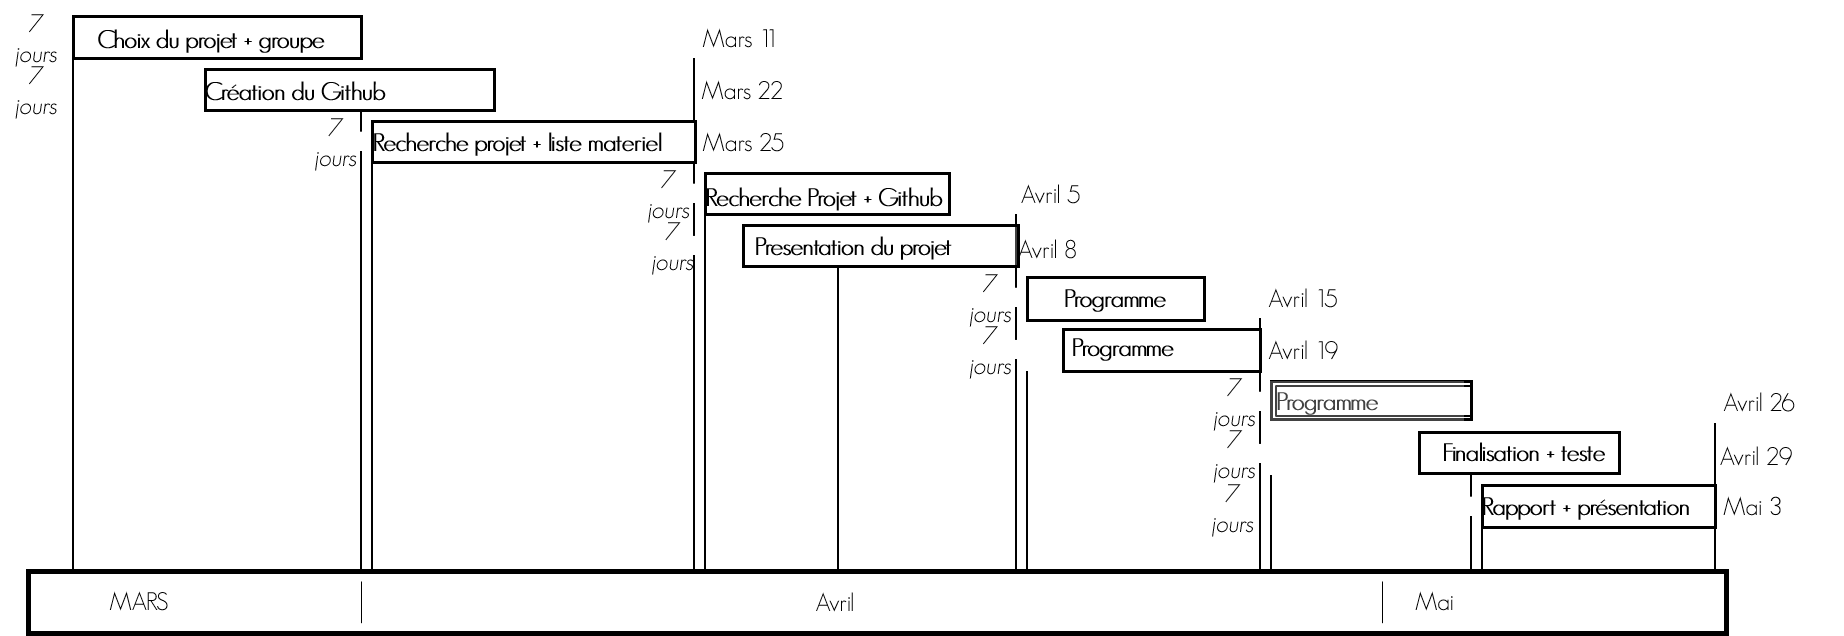 7
jours
Choix du projet + groupe
Mars 11
7
jours
Création du Github
Mars 22
7
jours
Recherche projet + liste materiel
Mars 25
7
jours
Recherche Projet + Github
Avril 5
7
jours
Presentation du projet
Avril 8
7
jours
Programme
Avril 15
7
jours
Programme
Avril 19
7
jours
Programme
Avril 26
7
jours
Finalisation + teste
Avril 29
7
jours
Rapport + présentation
Mai 3
MARS
Avril
Mai